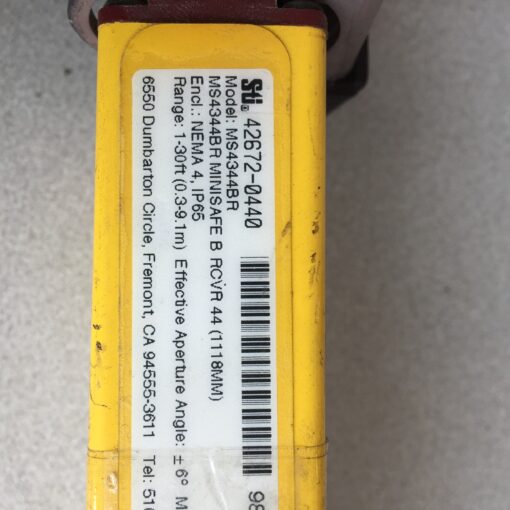 Sti 42672-0440
Model: MS4344BR
MS4344BR MINISAFE B RCVR 44 (1118MM)
Encl.: NEMA 4, IP65
Range: 1-30ft (0.3-9.1m) Effective Aperture Angle: ± 6° M
6550 Dumbarton Circle, Fremont, CA 94555-3611 Tel: 51
98